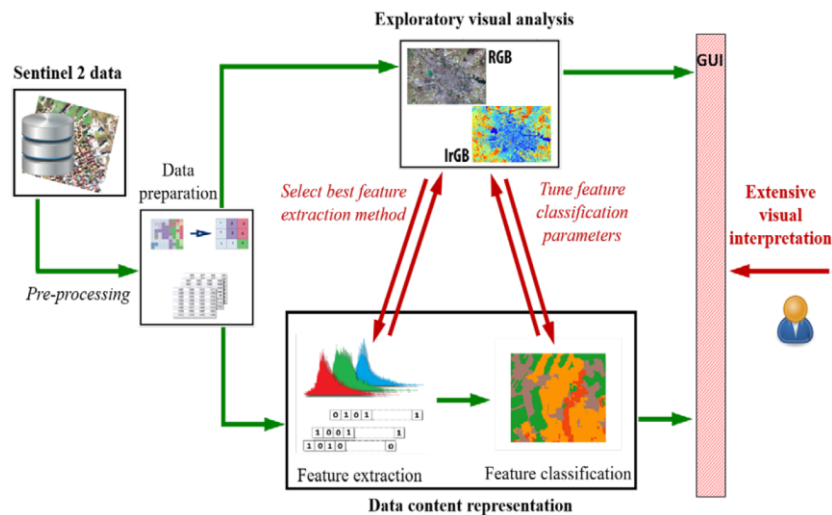 Exploratory visual analysis
Sentinel 2 data
RGB
IrGB
GUI
Data
preparation
Select best feature
extraction method
Tune feature
classification
parameters
Extensive
visual
interpretation
Pre-processing
0 1 0 1 1
1 0 0 1 1
1 0 1 0 0
Feature extraction
Feature classification
Data content representation